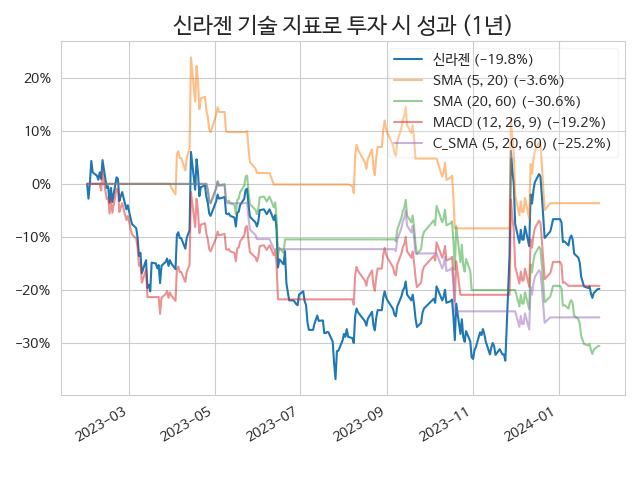 신라젠 기술 지표로 투자 시 성과 (1년)
신라젠 (−19.8%)
SMA (5, 20) (−3.6%)
SMA (20, 60) (−30.6%)
MACD (12, 26, 9) (−19.2%)
C_SMA (5, 20, 60) (−25.2%)
20%
10%
0%
−10%
−20%
−30%
2023−03
2023−05
2023−07
2023−09
2023−11
2024−01